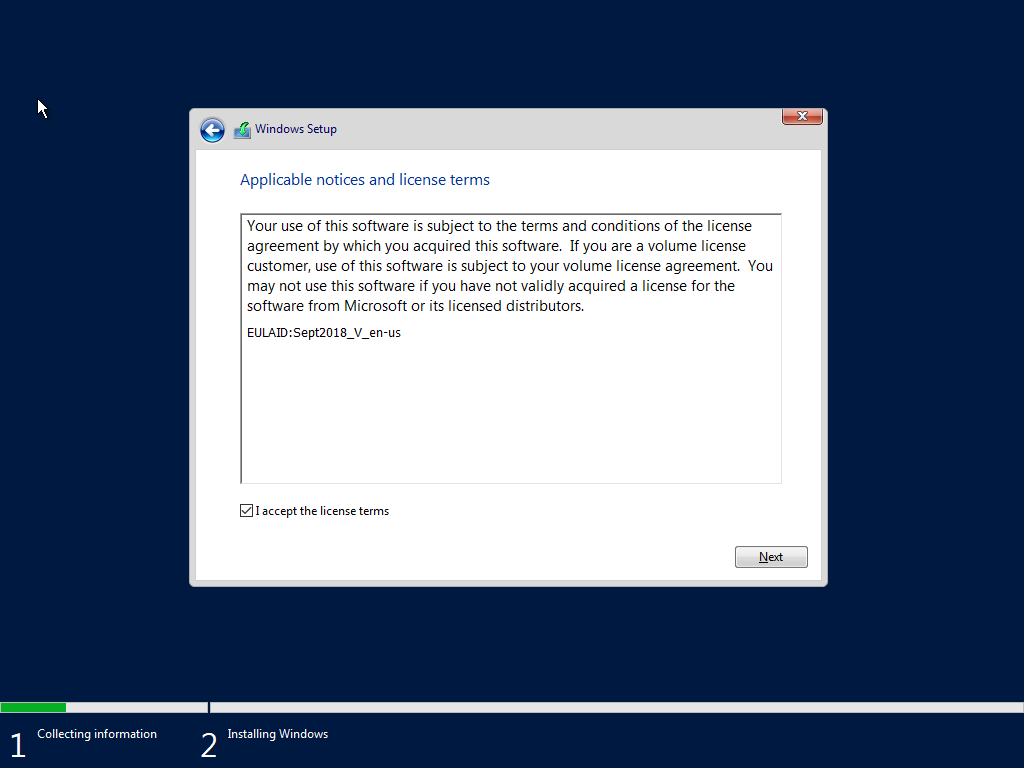 Windows Setup
Applicable notices and license terms
Your use of this software is subject to the terms and conditions of the license
agreement by which you acquired this software.  If you are a volume license
customer, use of this software is subject to your volume license agreement.  You
may not use this software if you have not validly acquired a license for the
software from Microsoft or its licensed distributors.
EULAID:Sept2018_V_en-us
I accept the license terms
Next
1 Collecting information
2 Installing Windows